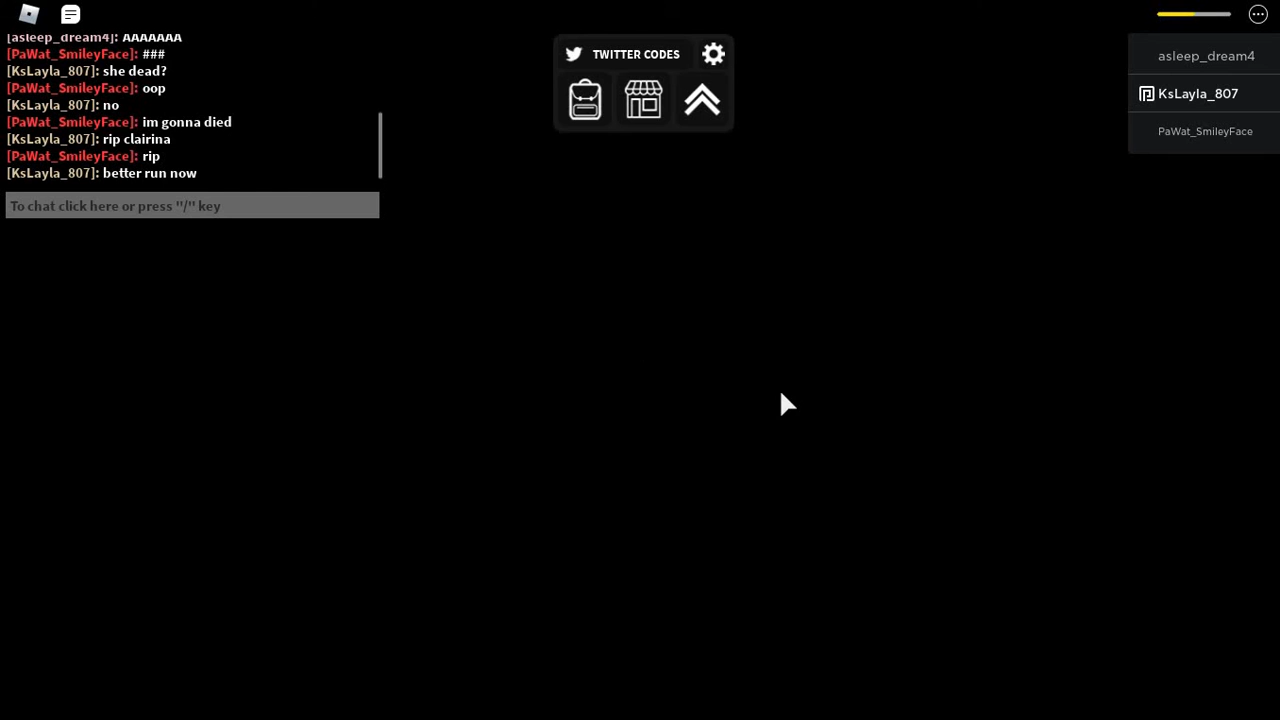 [asleep_dream4]: AAAAAAA
[PaWat_SmileyFace]: ###
[KsLayla_807]: she dead?
[PaWat_SmileyFace]: oop
[KsLayla_807]: no
[PaWat_SmileyFace]: im gonna died
[KsLayla_807]: rip clairina
[PaWat_SmileyFace]: rip
[KsLayla_807]: better run now
To chat click here or press "/" key
TWITTER CODES
asleep_dream4
KsLayla_807
PaWat_SmileyFace